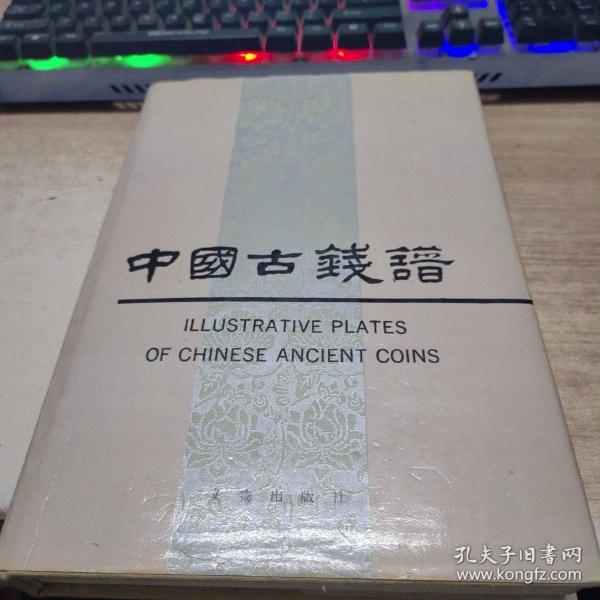 中國古錢譜
ILLUSTRATIVE PLATES
OF CHINESE ANCIENT COINS
文物出版社
孔夫子旧書网
www.kongfz.com